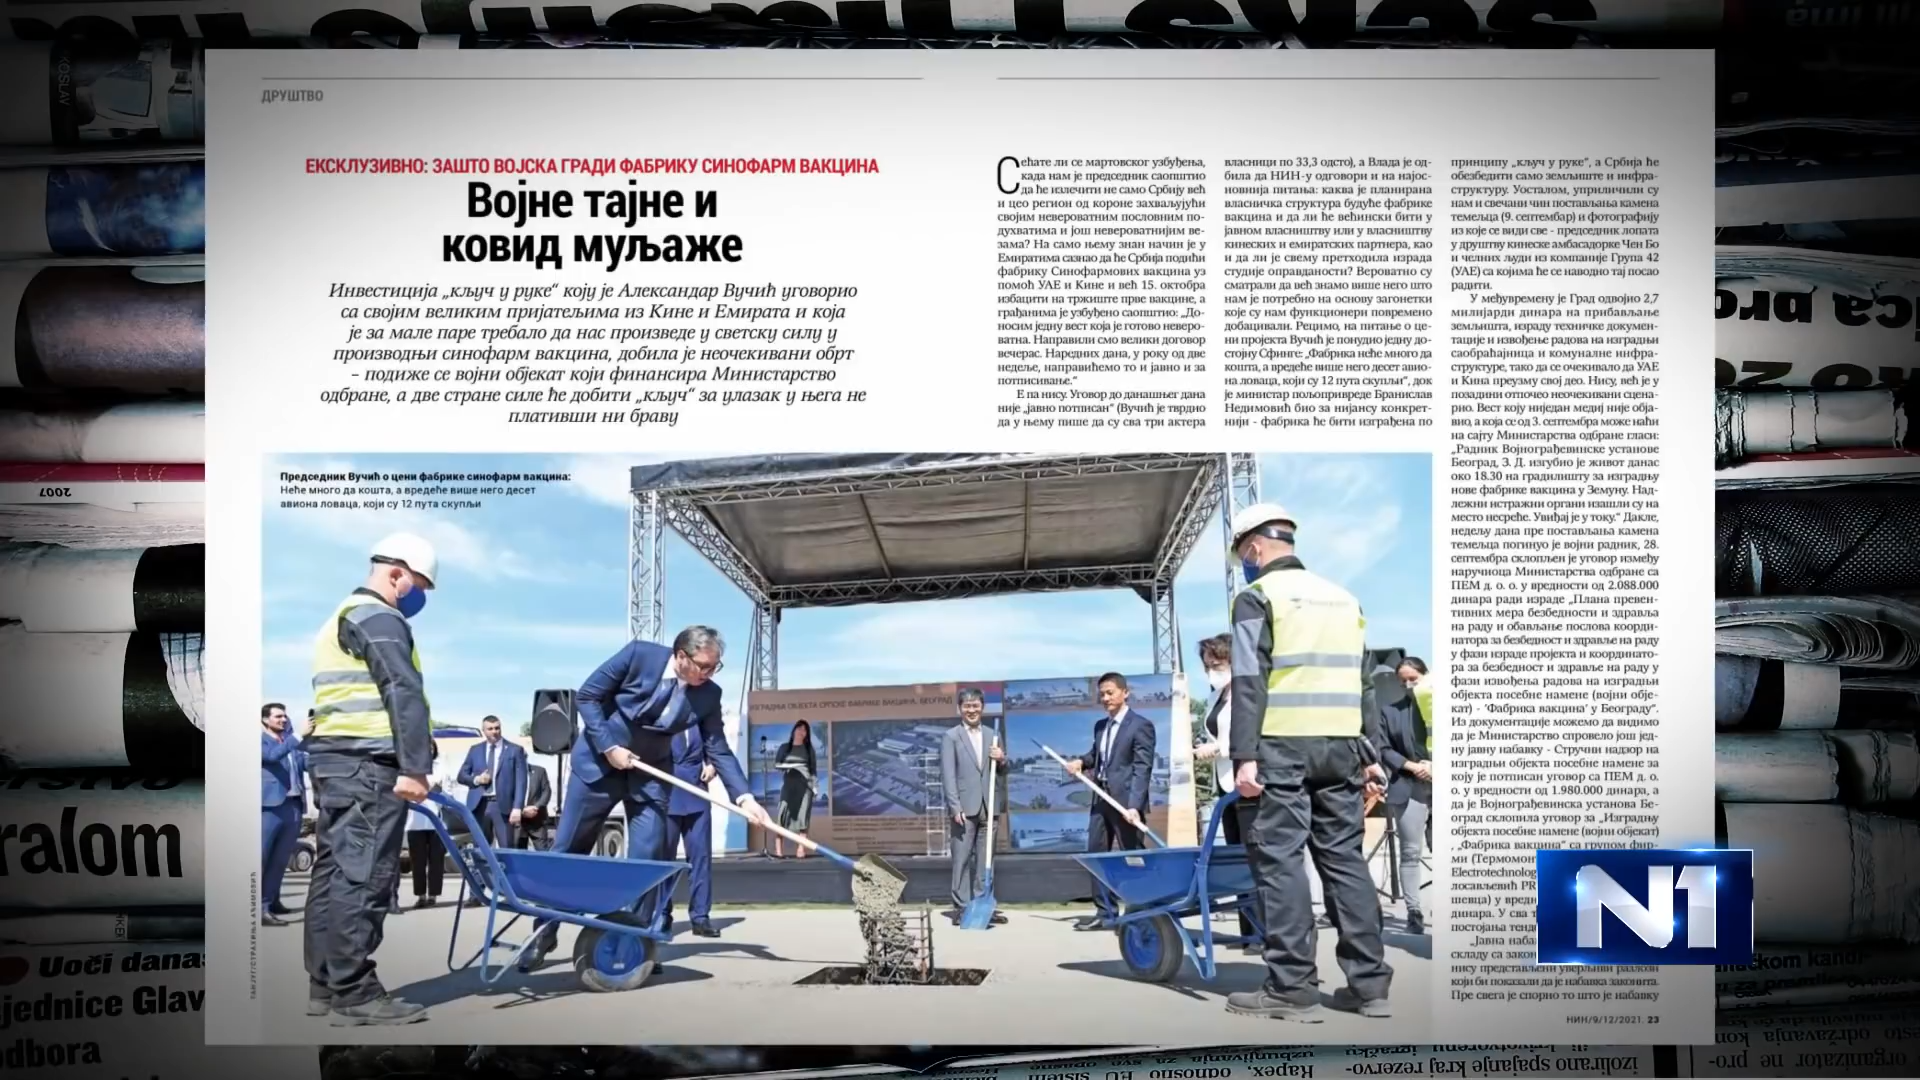 ДРУШТВО
ЕКСКЛУЗИВНО: ЗАШТО ВОЈСКА ГРАДИ ФАБРИКУ СИНОФАРМ ВАКЦИНА
Војне тајне и
ковид муљаже
Инвестиција „кључ у руке“ коју је Александар Вучић уговорио
са својим великим пријатељима из Кине и Емирата и која
је за мале паре требало да нас произведе у светску силу у
производњи синофарм вакцина, добила је неочекивани обрт
– подиже се војни објекат који финансира Министарство
одбране, а две стране силе ће добити „кључ“ за улазак у њега не
плативши ни браву
Сећате ли се мартовског узбуђења,
када нам је председник саопштио
да ће излечити не само Србију већ
и цео регион од короне захваљујући
својим невероватним пословним по-
духватима и још невероватнијим ве-
зама? На само њему знан начин је у
Емиратима сазнао да ће Србија подићи
фабрику Синофармових вакцина уз
помоћ УАЕ и Кине и већ 15. октобра
избацити на тржиште прве вакцине, а
грађанима је узбуђено саопштио: „До-
носим једну вест која је готово неверо-
ватна. Направили смо велики договор
вечерас. Наредних дана, у року од две
недеље, направићемо то и јавно и за
потписивање.“
Е па нису. Уговор до данашњег дана
није „јавно потписан“ (Вучић је тврдио
да у њему пише да су сва три актера
власници по 33,3 одсто), а Влада је од-
била да НИН-у одговори и на најос-
новнија питања: каква је планирана
власничка структура будуће фабрике
вакцина и да ли ће већински бити у
јавном власништву или у власништву
кинеских и емиратских партнера, као
и да ли је свему претходила израда
студије оправданости? Вероватно су
сматрали да већ знамо више него што
нам је потребно на основу загонетки
које су нам функционери повремено
добацивали. Рецимо, на питање о це-
ни пројекта Вучић је понудио једну до-
стојну Сфинге: „Фабрика неће много да
кошта, а вредеће више него десет авио-
на ловаца, који су 12 пута скупљи“, док
је министар пољопривреде Бранислав
Недимовић био за нијансу конкрет-
нији - фабрика ће бити изграђена по
принципу „кључ у руке“, а Србија ће
обезбедити само земљиште и инфра-
структуру. Уосталом, уприличили су
нам и свечани чин постављања камена
темељца (9. септембар) и фотографију
из које се види све - председник лопата
у друштву кинеске амбасадорке Чен Бо
и челних људи из компаније Група 42
(УАЕ) са којима ће се наводно тај посао
радити.
У међувремену је Град одвојио 2,7
милијарди динара на прибављање
земљишта, израду техничке докумен-
тације и извођење радова на изградњи
саобраћајница и комуналне инфра-
структуре, тако да се очекивало да УАЕ
и Кина преузму свој део. Нису, већ је у
позадини отпочео неочекивани сцена-
рио. Вест коју ниједан медиј није обја-
вио, а која се од 3. септембра може наћи
на сајту Министарства одбране гласи:
„Радник Војнограђевинске установе
Београд, З. Д. изгубио је живот данас
око 18.30 на градилишту за изградњу
нове фабрике вакцина у Земуну. Над-
лежни истражни органи изашли су на
место несреће. Увиђај је у току.“ Дакле,
недељу дана пре постављања камена
темељца погинуо је војни радник, 28.
септембра склопљен је уговор између
наручиоца Министарства одбране са
ПЕМ д. о. о. у вредности од 2.088.000
динара ради израде „Плана превен-
тивних мера безбедности и здравља
на раду и обављање послова коорди-
натора за безбедност и здравље на раду
у фази израде пројекта и координато-
ра за безбедност и здравље на раду у
фази извођења радова на изградњи
објекта посебне намене (војни обје-
кат) - ’Фабрика вакцина’ у Београду“.
Из документације можемо да видимо
да је Министарство спровело још јед-
ну јавну набавку - Стручни надзор на
изградњи објекта посебне намене за
коју је потписан уговор са ПЕМ д. о.
о. у вредности од 1.980.000 динара, а
да је Војнограђевинска установа Бе-
оград склопила уговор за „Изградњу
објекта посебне намене (војни објекат)
, „Фабрика вакцина“ са групом фир-
ми (Термомонт
Electrotechnolog
лосављевић PR
шевца) у вредн
динара. У сва т
постојања тенд
„Јавна наба
складу са закон
нису представљени уверљиви разлози
који би показали да је набавка законита.
Пре свега је спорно то што је набавку
Председник Вучић о цени фабрике синофарм вакцина:
Неће много да кошта, а вредеће више него десет
авиона ловаца, који су 12 пута скупљи
ИЗГРАДЊА ОБЈЕКТА СРПСКЕ ФАБРИКЕ ВАКЦИНА, БЕОГРАД
ТАНЈУГ/СТРАХИЊА АЋИМОВИЋ
НИН/9/12/2021. 23
N1
2007
ralom
Uoči dana
jednice Glav
odbora